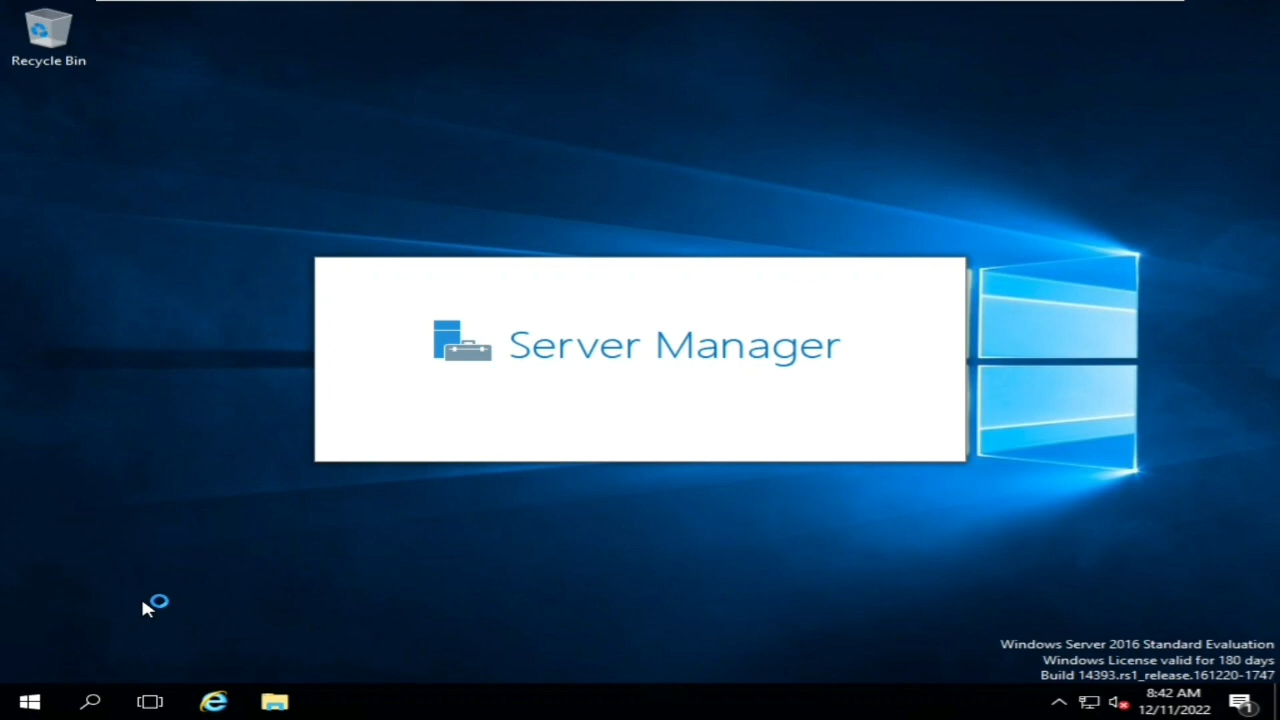 Recycle Bin
Server Manager
Windows Server 2016 Standard Evaluation
Windows License valid for 180 days
Build 14393.rs1_release.161220-1747
8:42 AM
12/11/2022
1